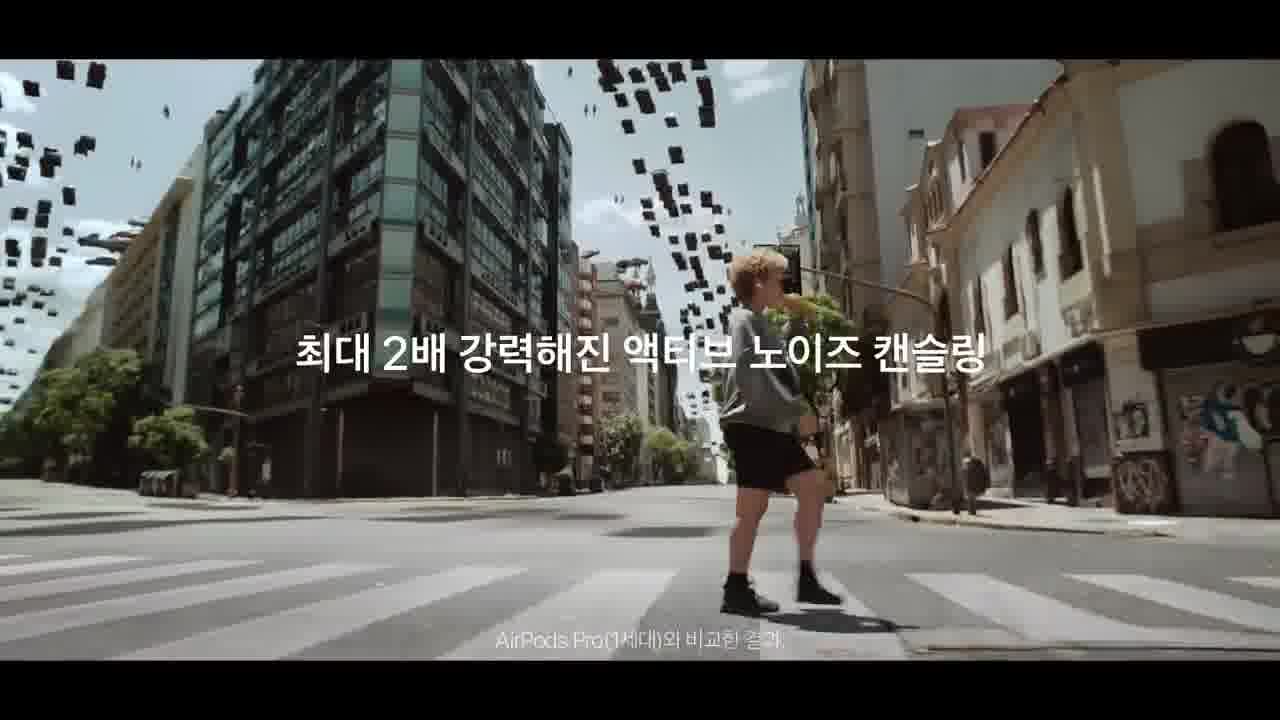 최대 2배 강력해진 액티브 노이즈 캔슬링
AirPods Pro(1세대)와 비교한 결과.